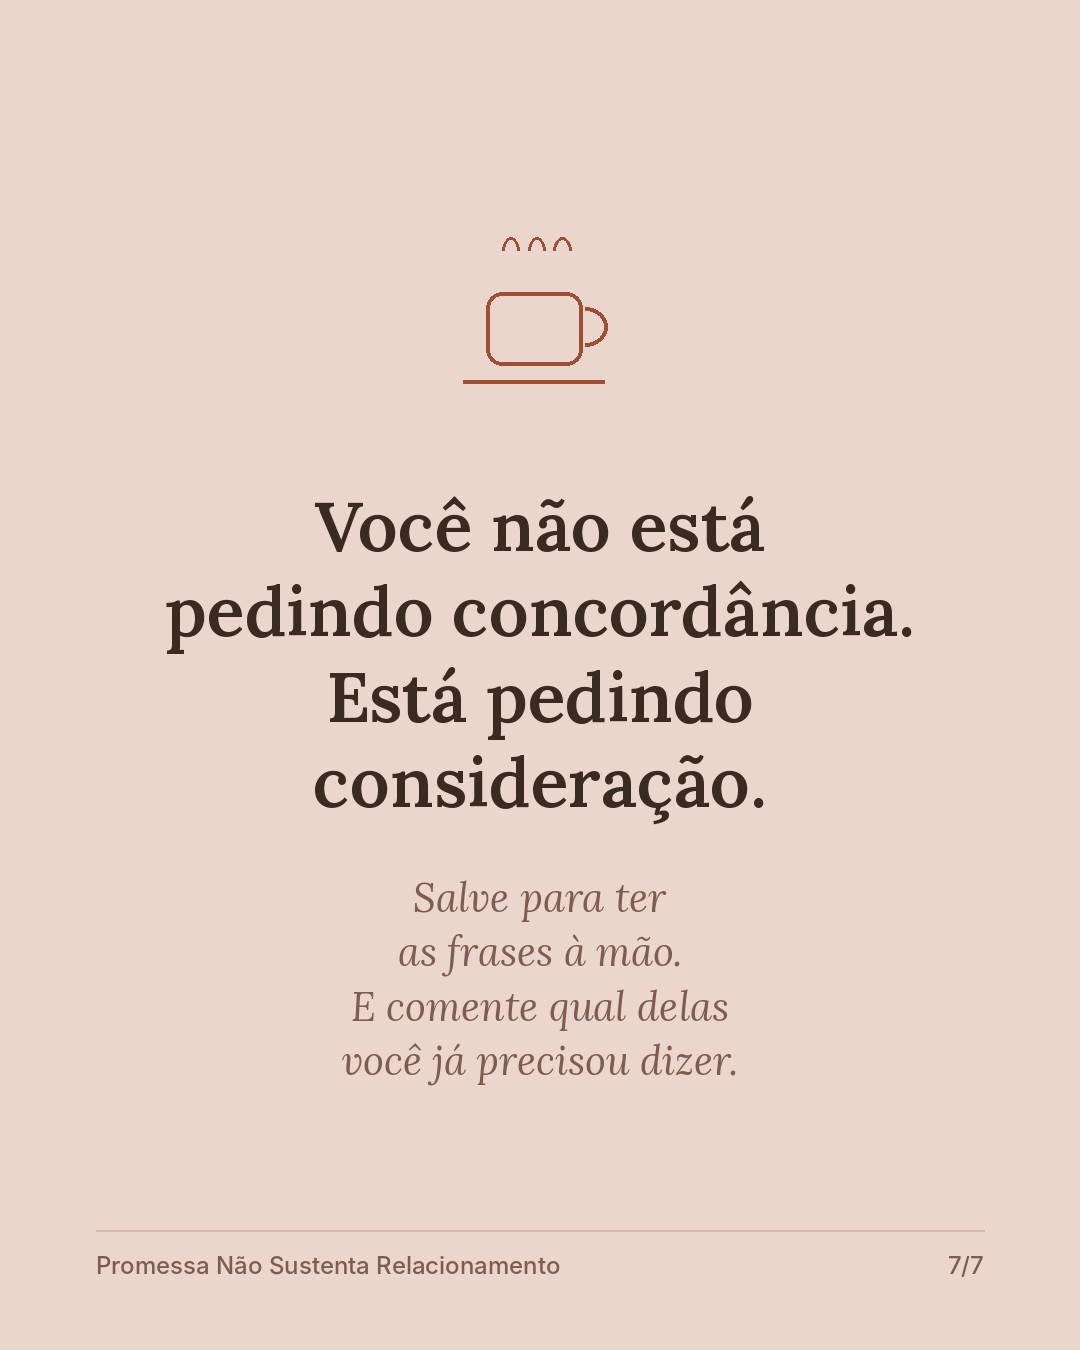 Você não está
pedindo concordância.
Está pedindo
consideração.
Salve para ter
as frases à mão.
E comente qual delas
você já precisou dizer.
Promessa Não Sustenta Relacionamento
7/7